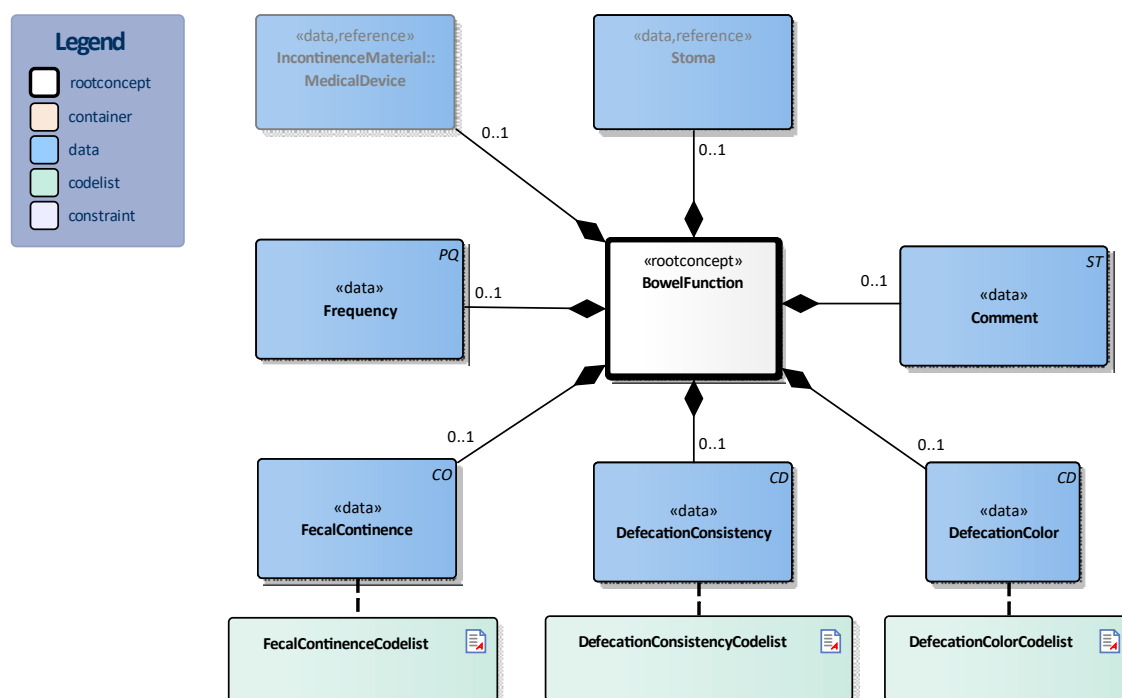 Legend
rootconcept
container
data
codelist
constraint
«data,reference»
IncontinenceMaterial::
MedicalDevice
0..1
«data,reference»
Stoma
0..1
PQ
«data»
Frequency
0..1
«rootconcept»
BowelFunction
0..1
ST
«data»
Comment
0..1
CO
«data»
FecalContinence
0..1
CD
«data»
DefecationConsistency
0..1
CD
«data»
DefecationColor
FecalContinenceCodelist
DefecationConsistencyCodelist
DefecationColorCodelist